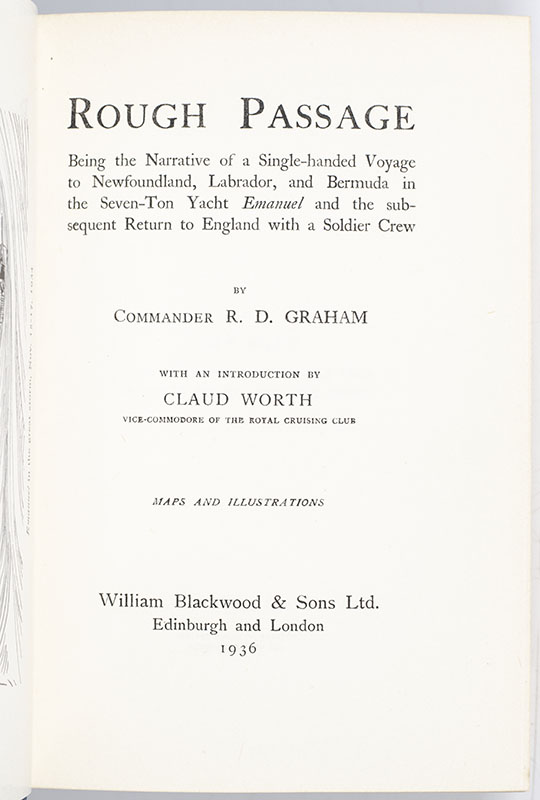 ROUGH PASSAGE
Being the Narrative of a Single-handed Voyage
to Newfoundland, Labrador, and Bermuda in
the Seven-Ton Yacht Emanuel and the sub-
sequent Return to England with a Soldier Crew
BY
COMMANDER R. D. GRAHAM
WITH AN INTRODUCTION BY
CLAUD WORTH
VICE-COMMODORE OF THE ROYAL CRUISING CLUB
MAPS AND ILLUSTRATIONS
William Blackwood & Sons Ltd.
Edinburgh and London
1936